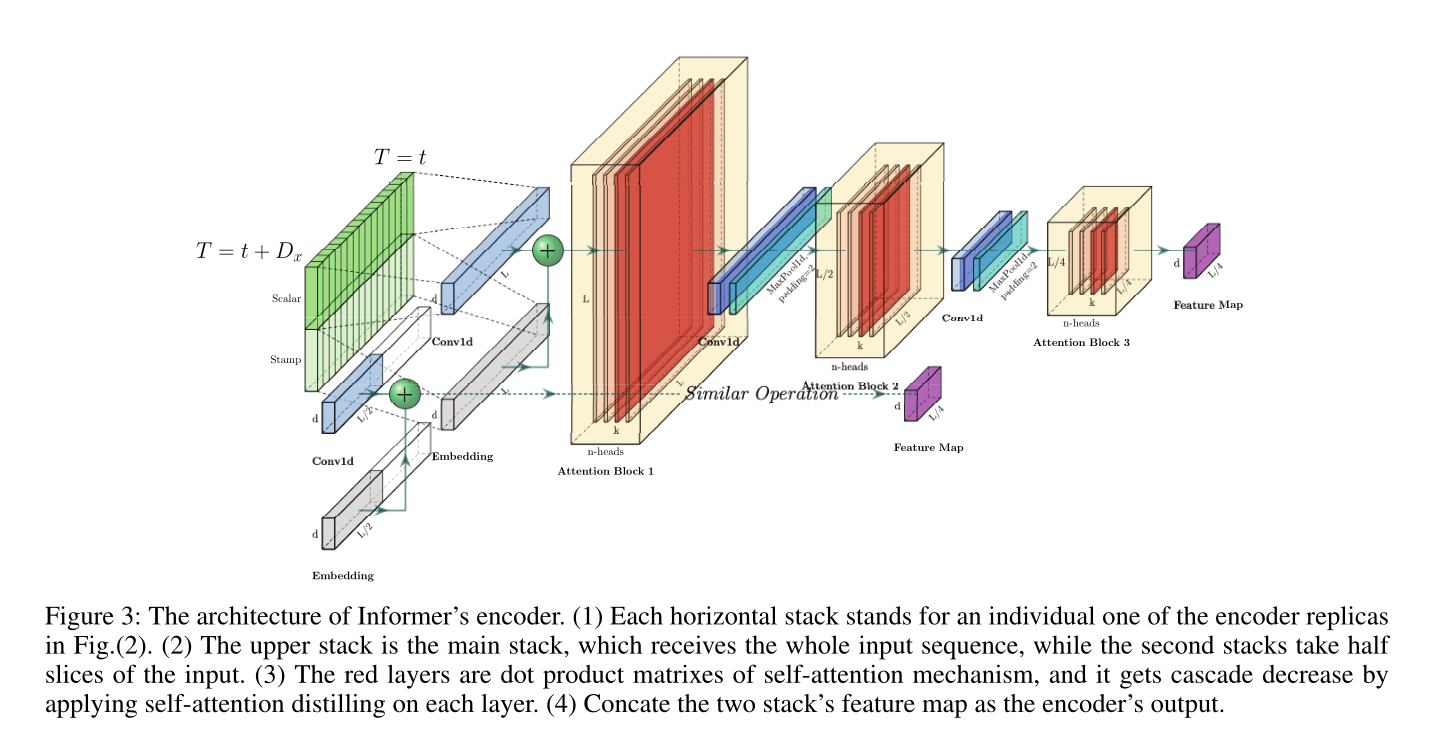 T = t
T = t + Dₓ
Scalar
Stamp
d
L
Conv1d
d
L
Embedding
d
L/2
Conv1d
d
L/2
Embedding
L
L
k
n-heads
Attention Block 1
Conv1d
MaxPool1d,
padding=2
L/2
L/2
k
n-heads
Attention Block 2
Conv1d
MaxPool1d,
padding=2
L/4
L/4
k
n-heads
Attention Block 3
d
L/4
Feature Map
Similar Operation
d
L/4
Feature Map
Figure 3: The architecture of Informer's encoder. (1) Each horizontal stack stands for an individual one of the encoder replicas
in Fig.(2). (2) The upper stack is the main stack, which receives the whole input sequence, while the second stacks take half
slices of the input. (3) The red layers are dot product matrixes of self-attention mechanism, and it gets cascade decrease by
applying self-attention distilling on each layer. (4) Concate the two stack's feature map as the encoder's output.